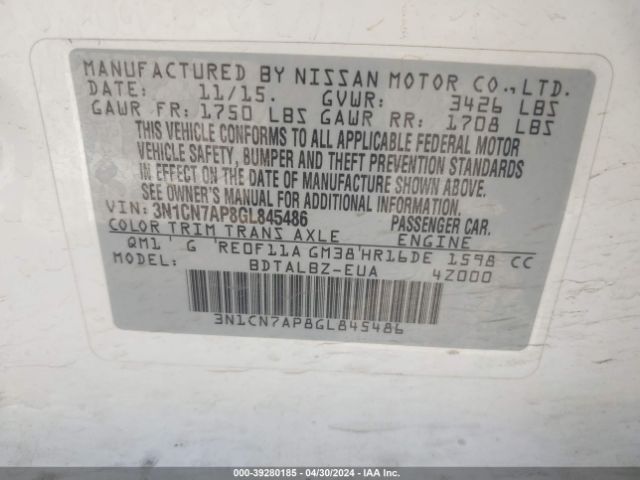 MANUFACTURED BY NISSAN MOTOR CO., LTD.
DATE: 11/15. GVWR: 3426 LBS
GAWR FR: 1750 LBS GAWR RR: 1708 LBS
THIS VEHICLE CONFORMS TO ALL APPLICABLE FEDERAL MOTOR
VEHICLE SAFETY, BUMPER AND THEFT PREVENTION STANDARDS
IN EFFECT ON THE DATE OF MANUFACTURE SHOWN ABOVE.
SEE OWNER'S MANUAL FOR ADDITIONAL INFORMATION.
VIN: 3N1CN7AP8GL845486 PASSENGER CAR.
COLOR TRIM TRANS AXLE ENGINE
QM1 G RE0F11A GM38 HR16DE 1598 CC
MODEL: BDTALBZ-EUA 4Z000
3N1CN7AP8GL845486
000-39280185 - 04/30/2024 - IAA Inc.